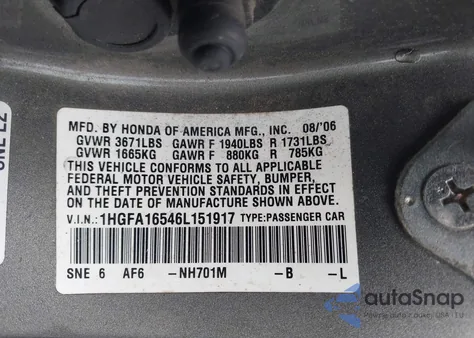 MFD. BY HONDA OF AMERICA MFG., INC. 08/'06
GVWR 3671LBS GAWR F 1940LBS R 1731LBS
GVWR 1665KG GAWR F 880KG R 785KG
THIS VEHICLE CONFORMS TO ALL APPLICABLE
FEDERAL MOTOR VEHICLE SAFETY, BUMPER,
AND THEFT PREVENTION STANDARDS IN EFFECT
ON THE DATE OF MANUFACTURE SHOWN ABOVE.
V.I.N.: 1HGFA16546L151917 TYPE:PASSENGER CAR
SNE 6 AF6 -NH701M -B -L
autaSnap